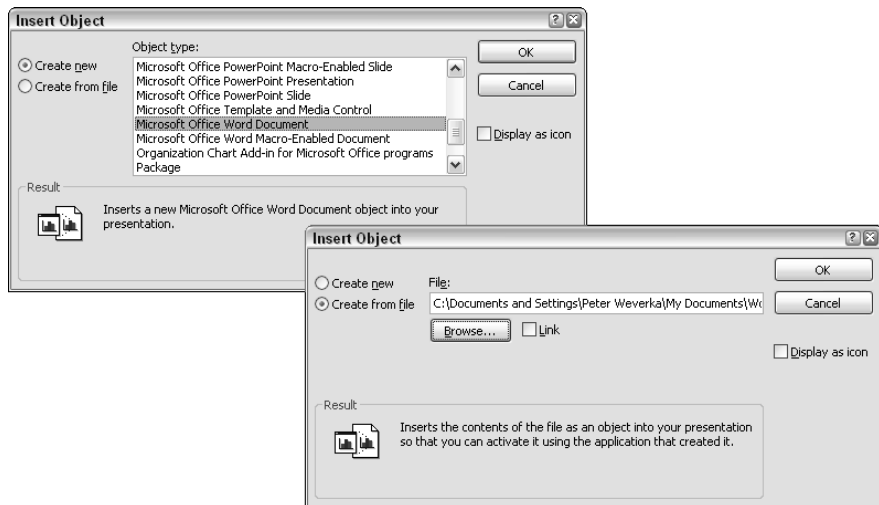 Insert Object
Object type:
Create new
Create from file
Microsoft Office PowerPoint Macro-Enabled Slide
Microsoft Office PowerPoint Presentation
Microsoft Office PowerPoint Slide
Microsoft Office Template and Media Control
Microsoft Office Word Document
Microsoft Office Word Macro-Enabled Document
Organization Chart Add-in for Microsoft Office programs
Package
OK
Cancel
Display as icon
Result
Inserts a new Microsoft Office Word Document object into your
presentation.
Insert Object
Create new
Create from file
File:
C:\Documents and Settings\Peter Weverka\My Documents\Wo
Browse...
Link
OK
Cancel
Display as icon
Result
Inserts the contents of the file as an object into your presentation
so that you can activate it using the application that created it.